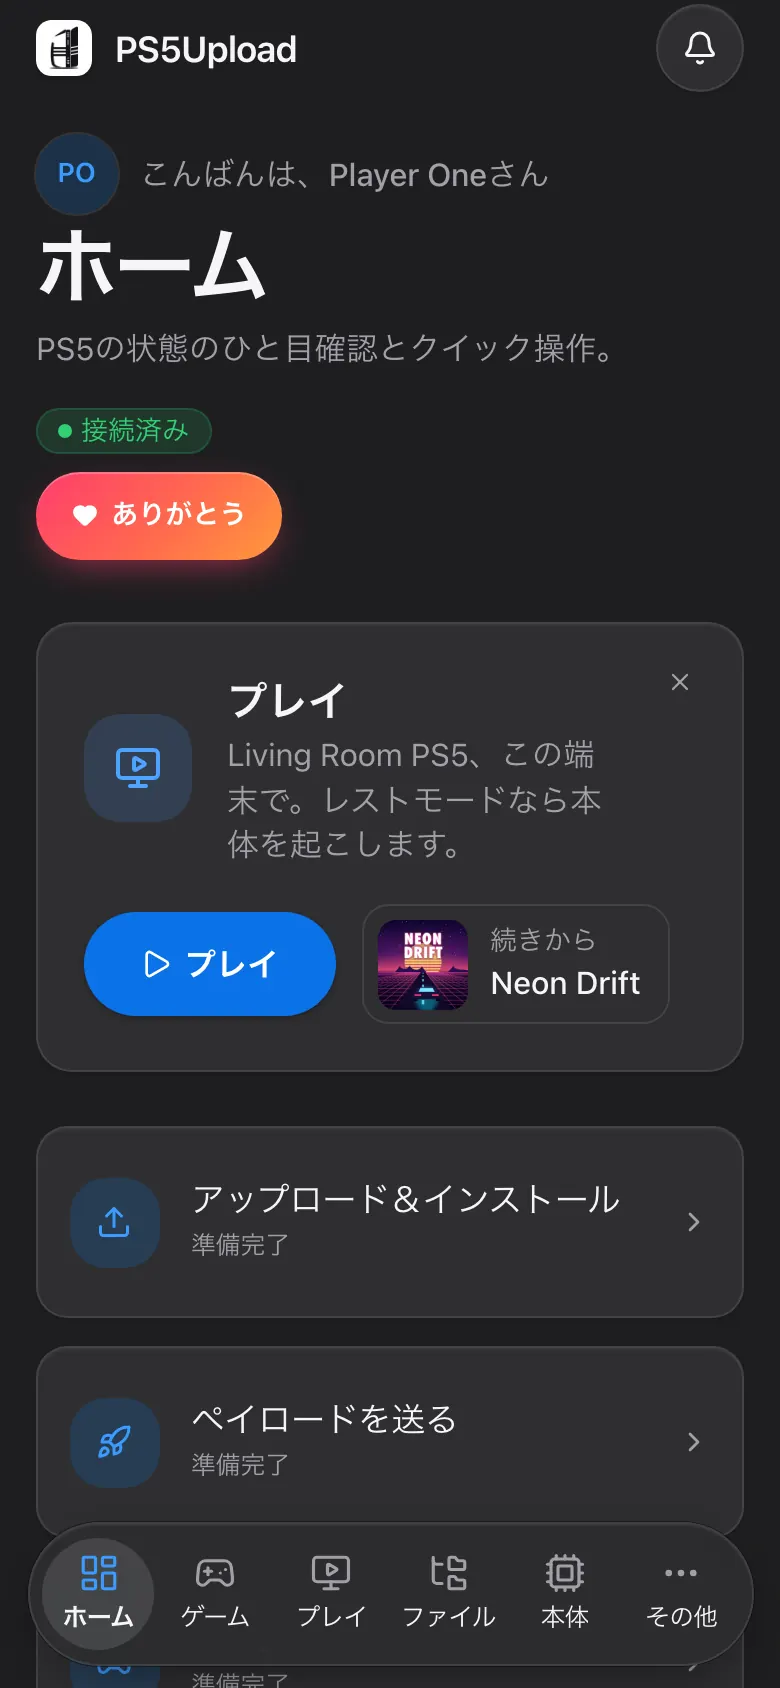 PS5Upload
PO
こんばんは、Player Oneさん
ホーム
PS5の状態のひと目確認とクイック操作。
接続済み
ありがとう
プレイ
Living Room PS5、この端
末で。レストモードなら本
体を起こします。
プレイ
NEON
DRIFT
続きから
Neon Drift
アップロード＆インストール
準備完了
ペイロードを送る
準備完了
ホーム
ゲーム
プレイ
ファイル
本体
その他
準備完了